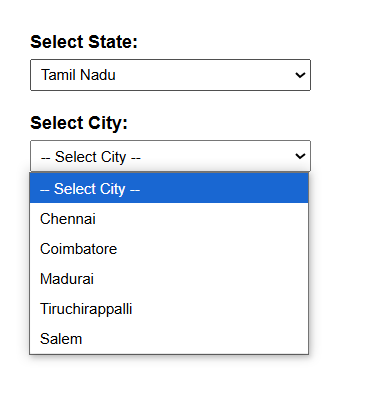 Select State:
Tamil Nadu
Select City:
-- Select City --
-- Select City --
Chennai
Coimbatore
Madurai
Tiruchirappalli
Salem